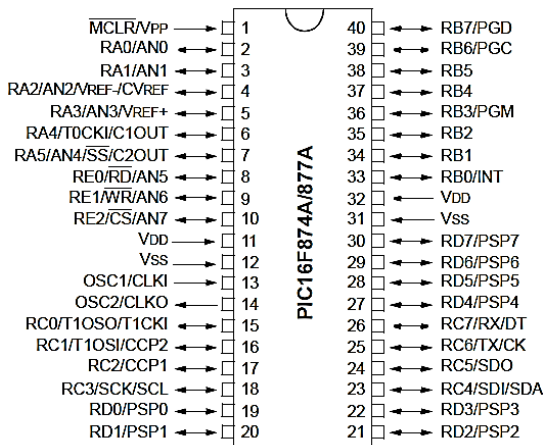 MCLR/VPP 1 40 RB7/PGD
RA0/AN0 2 39 RB6/PGC
RA1/AN1 3 38 RB5
RA2/AN2/VREF-/CVREF 4 37 RB4
RA3/AN3/VREF+ 5 36 RB3/PGM
RA4/T0CKI/C1OUT 6 35 RB2
RA5/AN4/SS/C2OUT 7 34 RB1
RE0/RD/AN5 8 33 RB0/INT
RE1/WR/AN6 9 32 VDD
RE2/CS/AN7 10 31 VSS
VDD 11 30 RD7/PSP7
VSS 12 29 RD6/PSP6
OSC1/CLKI 13 28 RD5/PSP5
OSC2/CLKO 14 27 RD4/PSP4
RC0/T1OSO/T1CKI 15 26 RC7/RX/DT
RC1/T1OSI/CCP2 16 25 RC6/TX/CK
RC2/CCP1 17 24 RC5/SDO
RC3/SCK/SCL 18 23 RC4/SDI/SDA
RD0/PSP0 19 22 RD3/PSP3
RD1/PSP1 20 21 RD2/PSP2
PIC16F874A/877A